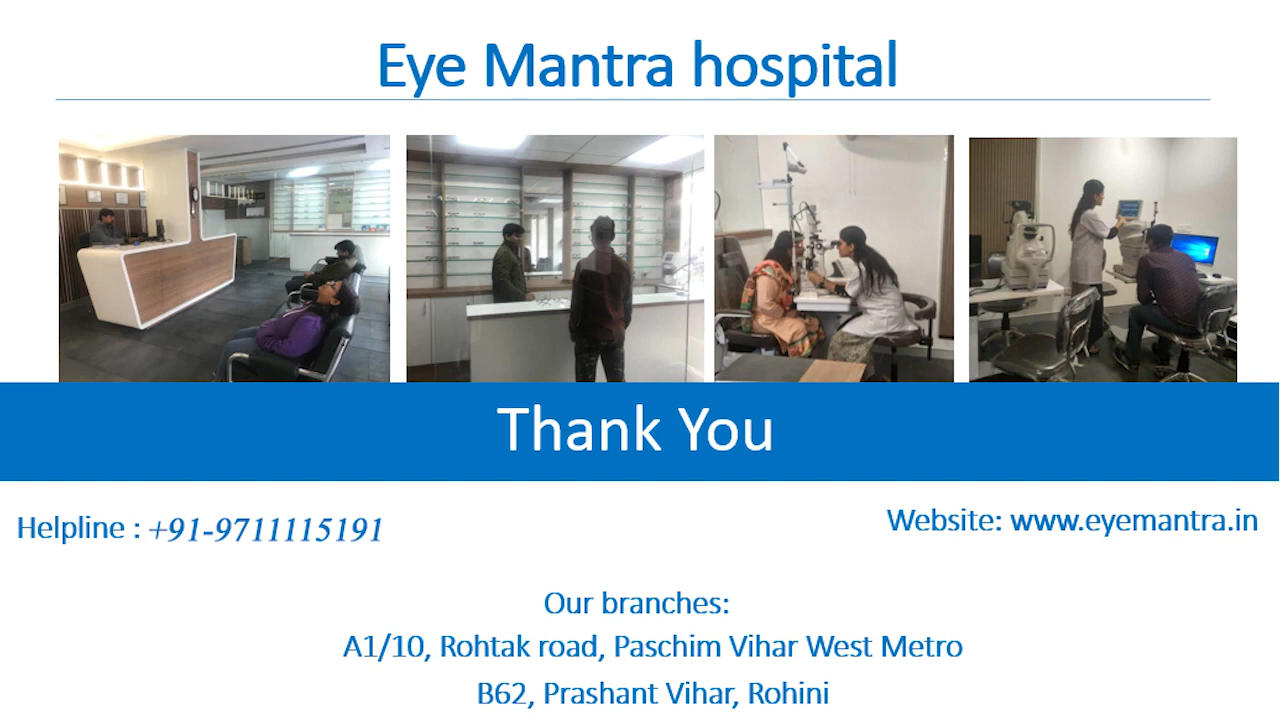 Eye Mantra hospital
Thank You
Helpline : +91-9711115191
Website: www.eyemantra.in
Our branches:
A1/10, Rohtak road, Paschim Vihar West Metro
B62, Prashant Vihar, Rohini